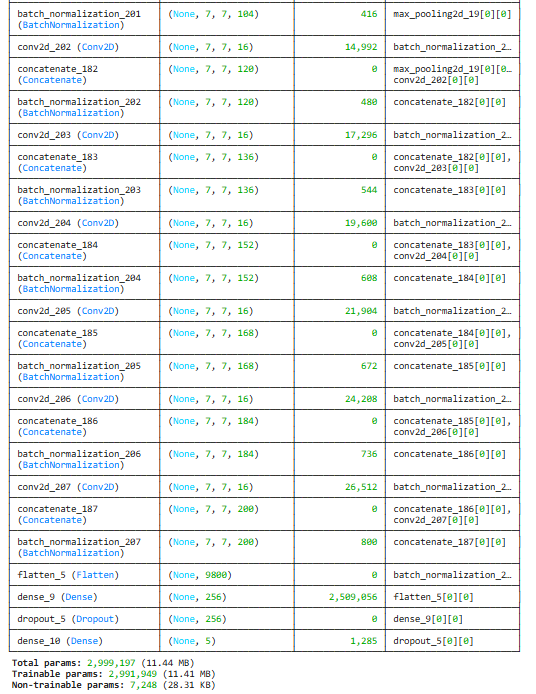 batch_normalization_201 (None, 7, 7, 104) 416 max_pooling2d_19[0][0]
(BatchNormalization)
conv2d_202 (Conv2D) (None, 7, 7, 16) 14,992 batch_normalization_2…
concatenate_182 (None, 7, 7, 120) 0 max_pooling2d_19[0][0…
(Concatenate) conv2d_202[0][0]
batch_normalization_202 (None, 7, 7, 120) 480 concatenate_182[0][0]
(BatchNormalization)
conv2d_203 (Conv2D) (None, 7, 7, 16) 17,296 batch_normalization_2…
concatenate_183 (None, 7, 7, 136) 0 concatenate_182[0][0],
(Concatenate) conv2d_203[0][0]
batch_normalization_203 (None, 7, 7, 136) 544 concatenate_183[0][0]
(BatchNormalization)
conv2d_204 (Conv2D) (None, 7, 7, 16) 19,600 batch_normalization_2…
concatenate_184 (None, 7, 7, 152) 0 concatenate_183[0][0],
(Concatenate) conv2d_204[0][0]
batch_normalization_204 (None, 7, 7, 152) 608 concatenate_184[0][0]
(BatchNormalization)
conv2d_205 (Conv2D) (None, 7, 7, 16) 21,904 batch_normalization_2…
concatenate_185 (None, 7, 7, 168) 0 concatenate_184[0][0],
(Concatenate) conv2d_205[0][0]
batch_normalization_205 (None, 7, 7, 168) 672 concatenate_185[0][0]
(BatchNormalization)
conv2d_206 (Conv2D) (None, 7, 7, 16) 24,208 batch_normalization_2…
concatenate_186 (None, 7, 7, 184) 0 concatenate_185[0][0],
(Concatenate) conv2d_206[0][0]
batch_normalization_206 (None, 7, 7, 184) 736 concatenate_186[0][0]
(BatchNormalization)
conv2d_207 (Conv2D) (None, 7, 7, 16) 26,512 batch_normalization_2…
concatenate_187 (None, 7, 7, 200) 0 concatenate_186[0][0],
(Concatenate) conv2d_207[0][0]
batch_normalization_207 (None, 7, 7, 200) 800 concatenate_187[0][0]
(BatchNormalization)
flatten_5 (Flatten) (None, 9800) 0 batch_normalization_2…
dense_9 (Dense) (None, 256) 2,509,056 flatten_5[0][0]
dropout_5 (Dropout) (None, 256) 0 dense_9[0][0]
dense_10 (Dense) (None, 5) 1,285 dropout_5[0][0]
Total params: 2,999,197 (11.44 MB)
Trainable params: 2,991,949 (11.41 MB)
Non-trainable params: 7,248 (28.31 KB)